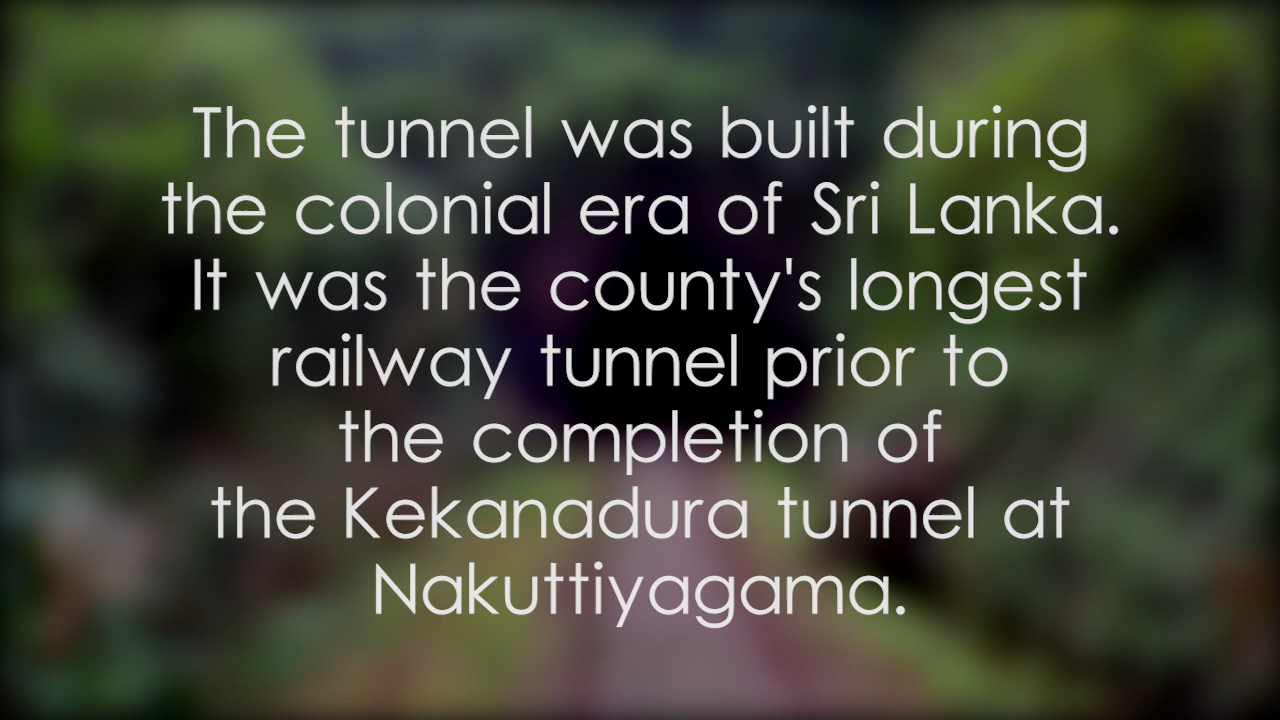 The tunnel was built during
the colonial era of Sri Lanka.
It was the county's longest
railway tunnel prior to
the completion of
the Kekanadura tunnel at
Nakuttiyagama.